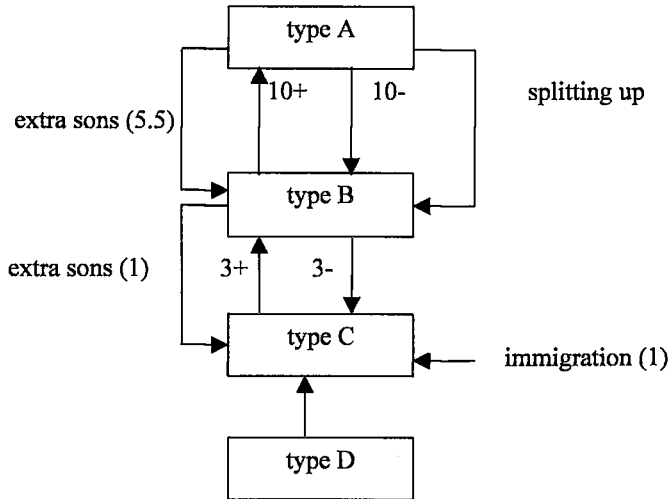 type A
10+ 10-
splitting up
extra sons (5.5)
type B
extra sons (1)
3+ 3-
type C
immigration (1)
type D